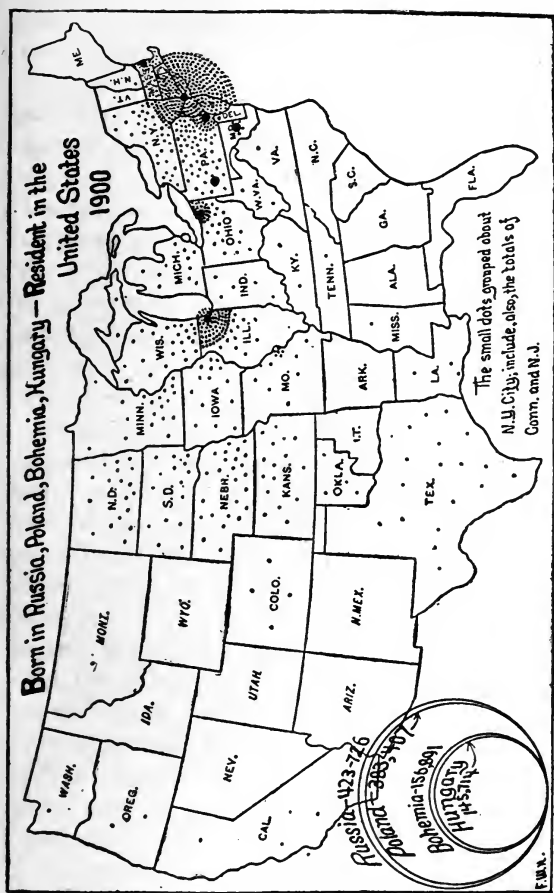 Born in Russia, Poland, Bohemia, Hungary — Resident in the
United States
1900
ME.
N.H.
VT.
N.Y.
WASH.
MONT.
N.D.
MINN.
WIS.
MICH.
OREG.
IDA.
WYO.
S.D.
IOWA
PA.
DEL.
NEBR.
ILL.
IND.
OHIO
W.VA.
VA.
NEV.
UTAH.
COLO.
KANS.
MO.
KY.
N.C.
CAL.
ARIZ.
N.MEX.
OKLA.
I.T.
ARK.
TENN.
S.C.
TEX.
LA.
MISS.
ALA.
GA.
FLA.
Russia-423-726
Poland-383,407
Bohemia-156,891
Hungary
145,714
The small dots grouped about
N.Y. City; include, also, the totals of
Conn. and N.J.